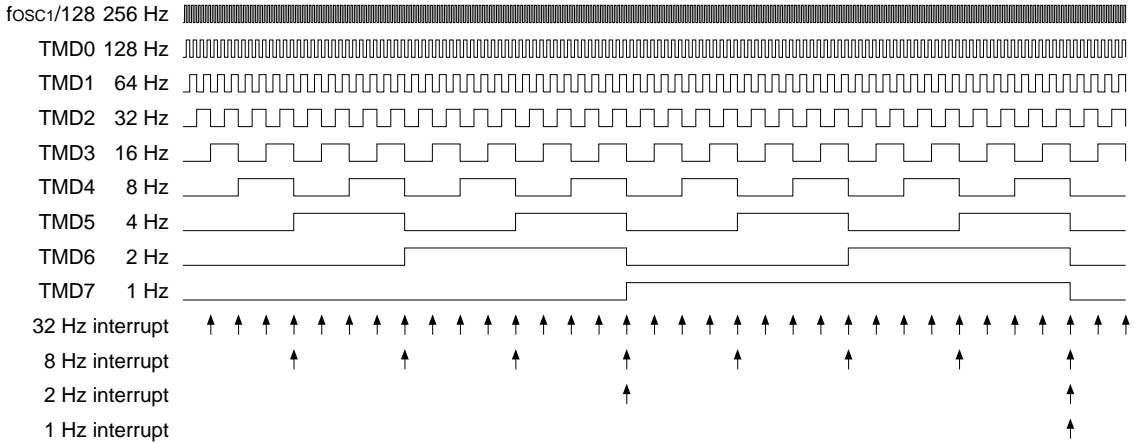 fOSC1/128 256 Hz
TMD0 128 Hz
TMD1 64 Hz
TMD2 32 Hz
TMD3 16 Hz
TMD4 8 Hz
TMD5 4 Hz
TMD6 2 Hz
TMD7 1 Hz
32 Hz interrupt
8 Hz interrupt
2 Hz interrupt
1 Hz interrupt